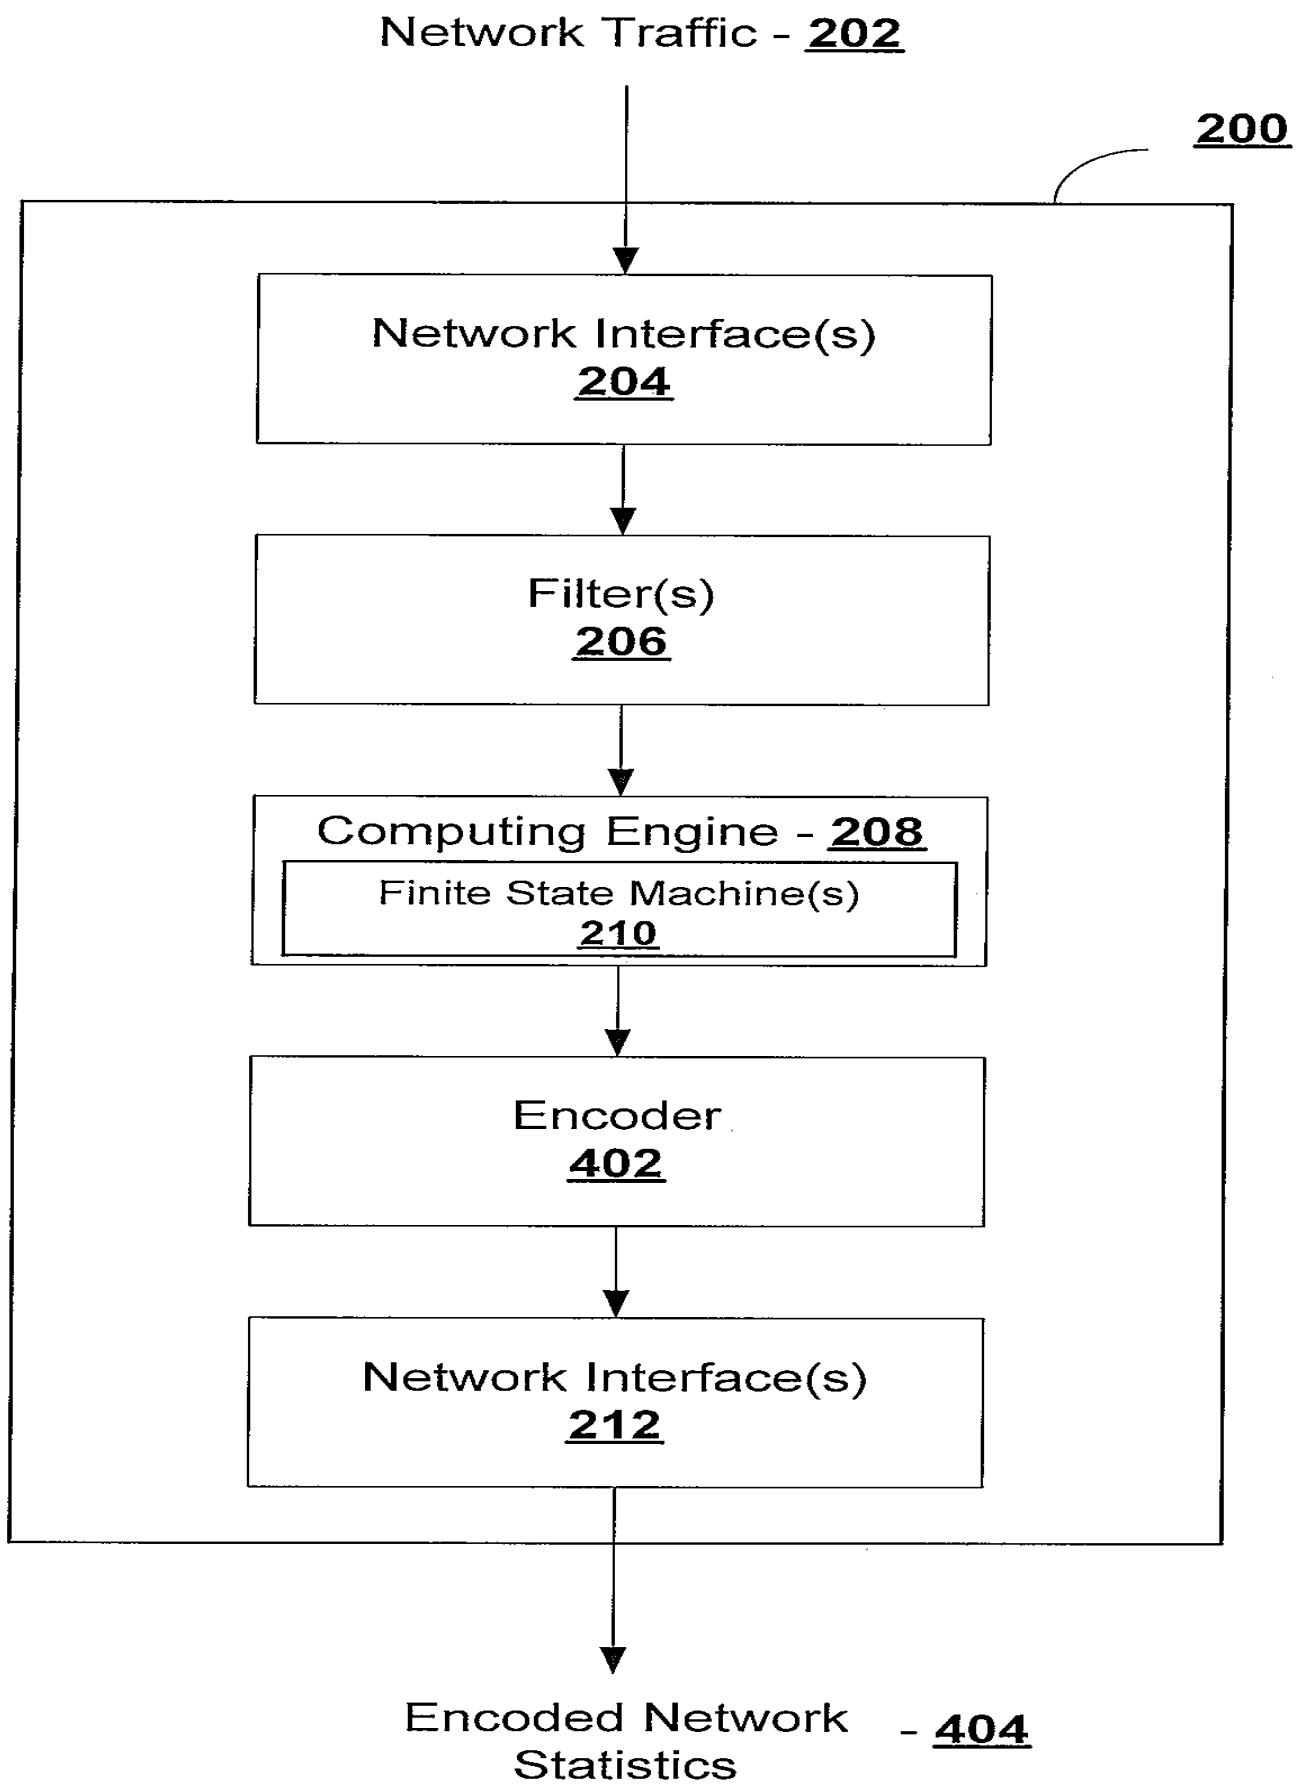 Network Traffic - 202
200
Network Interface(s)
204
Filter(s)
206
Computing Engine - 208
Finite State Machine(s)
210
Encoder
402
Network Interface(s)
212
Encoded Network - 404
Statistics